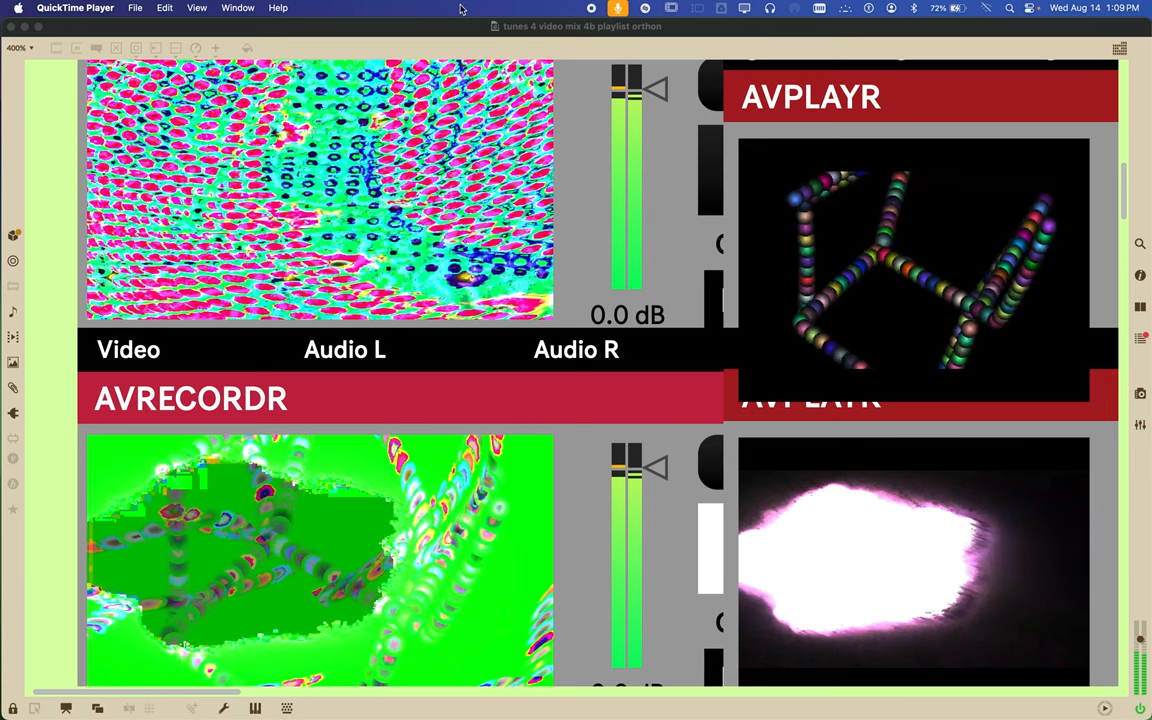 QuickTime Player File Edit View Window Help 72% Wed Aug 14 1:09 PM
tunes 4 video mix 4b playlist orthon
400%
AVPLAYR
0.0 dB
Video Audio L Audio R
AVRECORDR